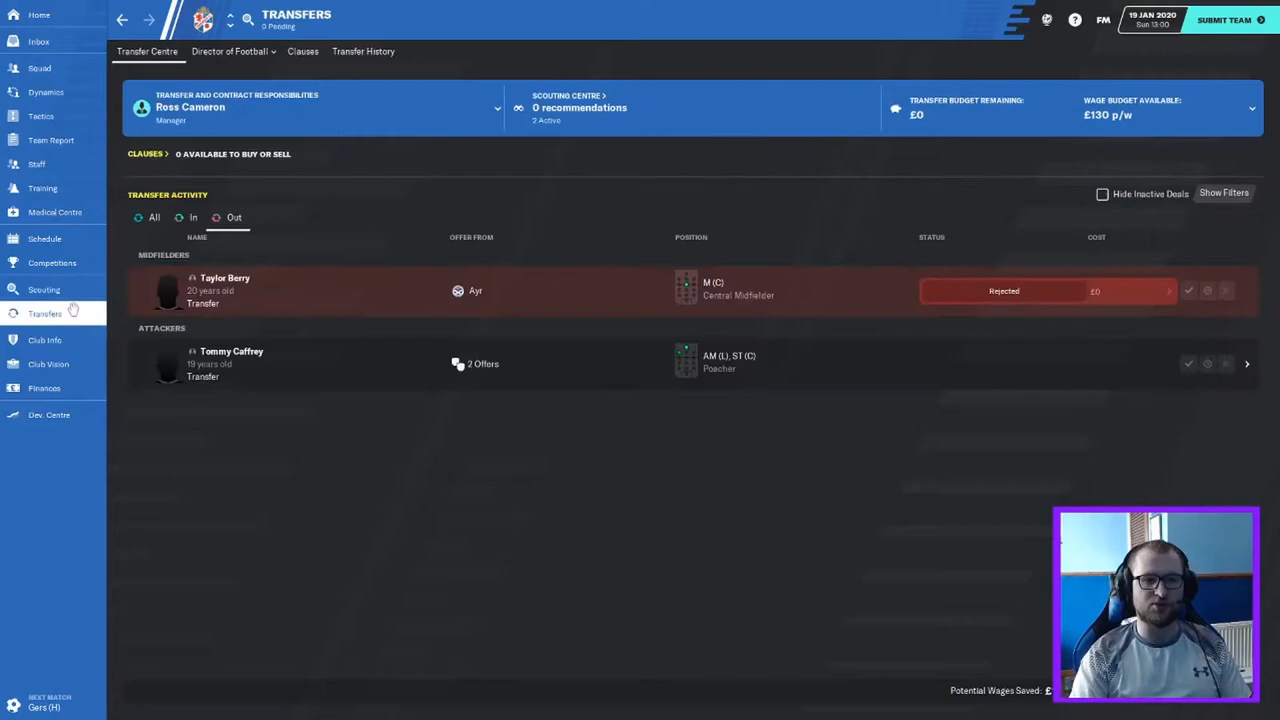 Home
Inbox
Squad
Dynamics
Tactics
Team Report
Staff
Training
Medical Centre
Schedule
Competitions
Scouting
Transfers
Club Info
Club Vision
Finances
Dev. Centre
NEXT MATCH
Gers (H)
TRANSFERS
0 Pending
FM
19 JAN 2020
Sun 13:00
SUBMIT TEAM
Transfer Centre
Director of Football
Clauses
Transfer History
TRANSFER AND CONTRACT RESPONSIBILITIES
Ross Cameron
Manager
SCOUTING CENTRE >
0 recommendations
2 Active
TRANSFER BUDGET REMAINING:
£0
WAGE BUDGET AVAILABLE:
£130 p/w
CLAUSES > 0 AVAILABLE TO BUY OR SELL
TRANSFER ACTIVITY
Hide Inactive Deals
Show Filters
All
In
Out
NAME
OFFER FROM
POSITION
STATUS
COST
MIDFIELDERS
Taylor Berry
20 years old
Transfer
Ayr
M (C)
Central Midfielder
Rejected
£0
ATTACKERS
Tommy Caffrey
19 years old
Transfer
2 Offers
AM (L), ST (C)
Poacher
Potential Wages Saved: